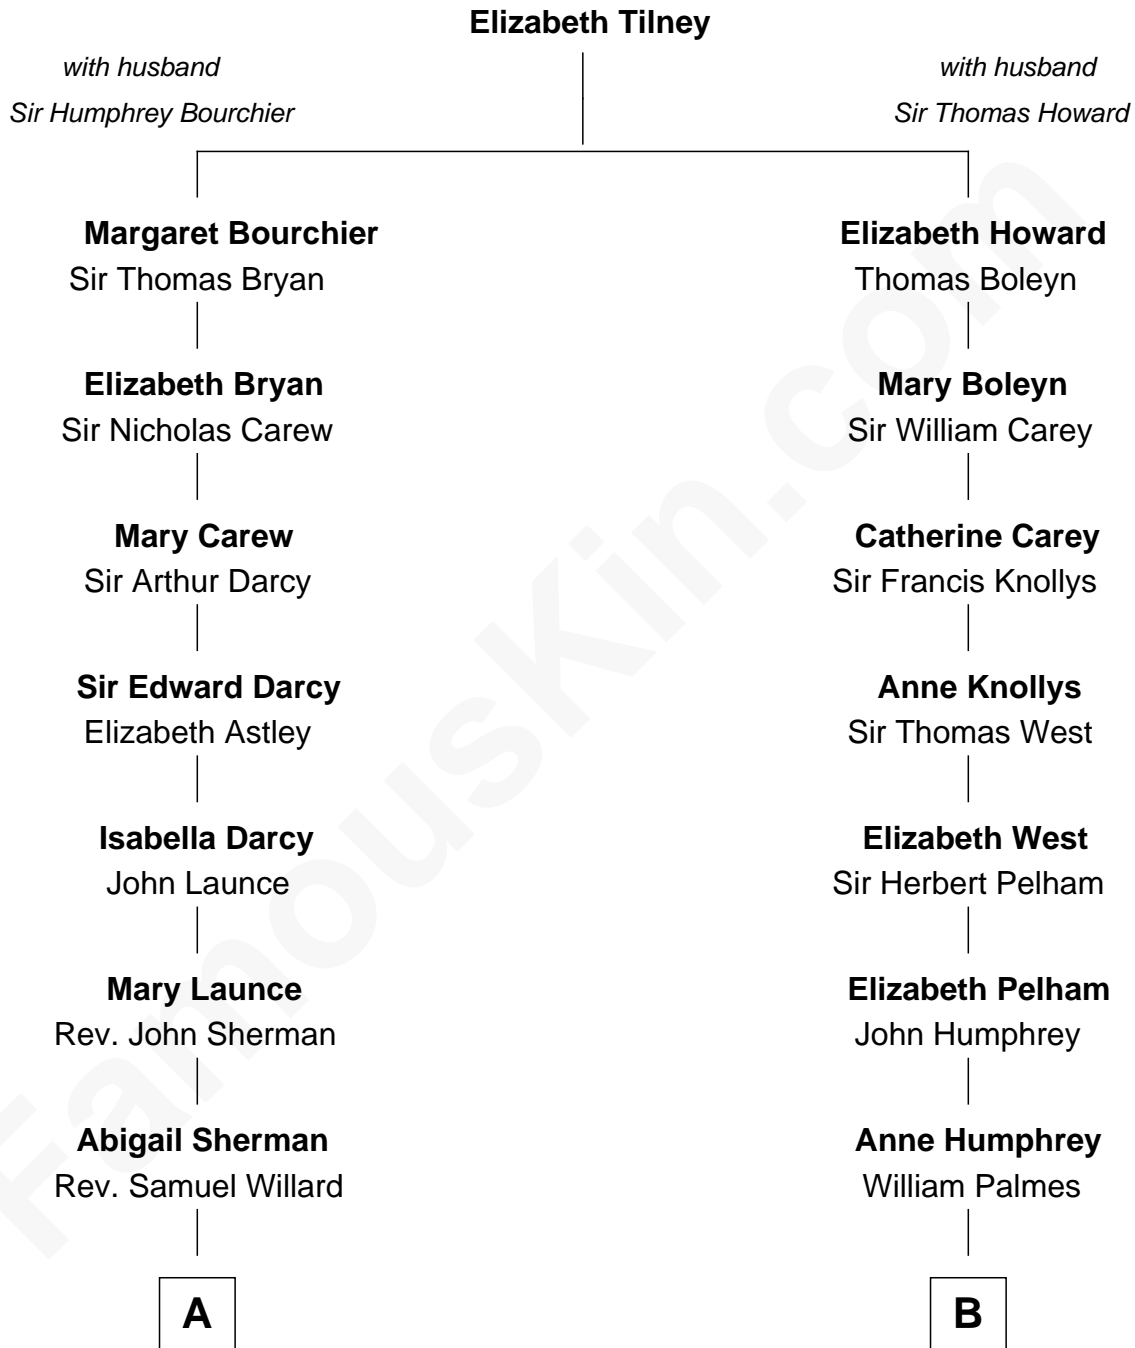 Elizabeth Tilney
with husband
Sir Humphrey Bourchier
with husband
Sir Thomas Howard
Margaret Bourchier
Sir Thomas Bryan
Elizabeth Bryan
Sir Nicholas Carew
Mary Carew
Sir Arthur Darcy
Sir Edward Darcy
Elizabeth Astley
Isabella Darcy
John Launce
Mary Launce
Rev. John Sherman
Abigail Sherman
Rev. Samuel Willard
A
Elizabeth Howard
Thomas Boleyn
Mary Boleyn
Sir William Carey
Catherine Carey
Sir Francis Knollys
Anne Knollys
Sir Thomas West
Elizabeth West
Sir Herbert Pelham
Elizabeth Pelham
John Humphrey
Anne Humphrey
William Palmes
B
FamousKin.com